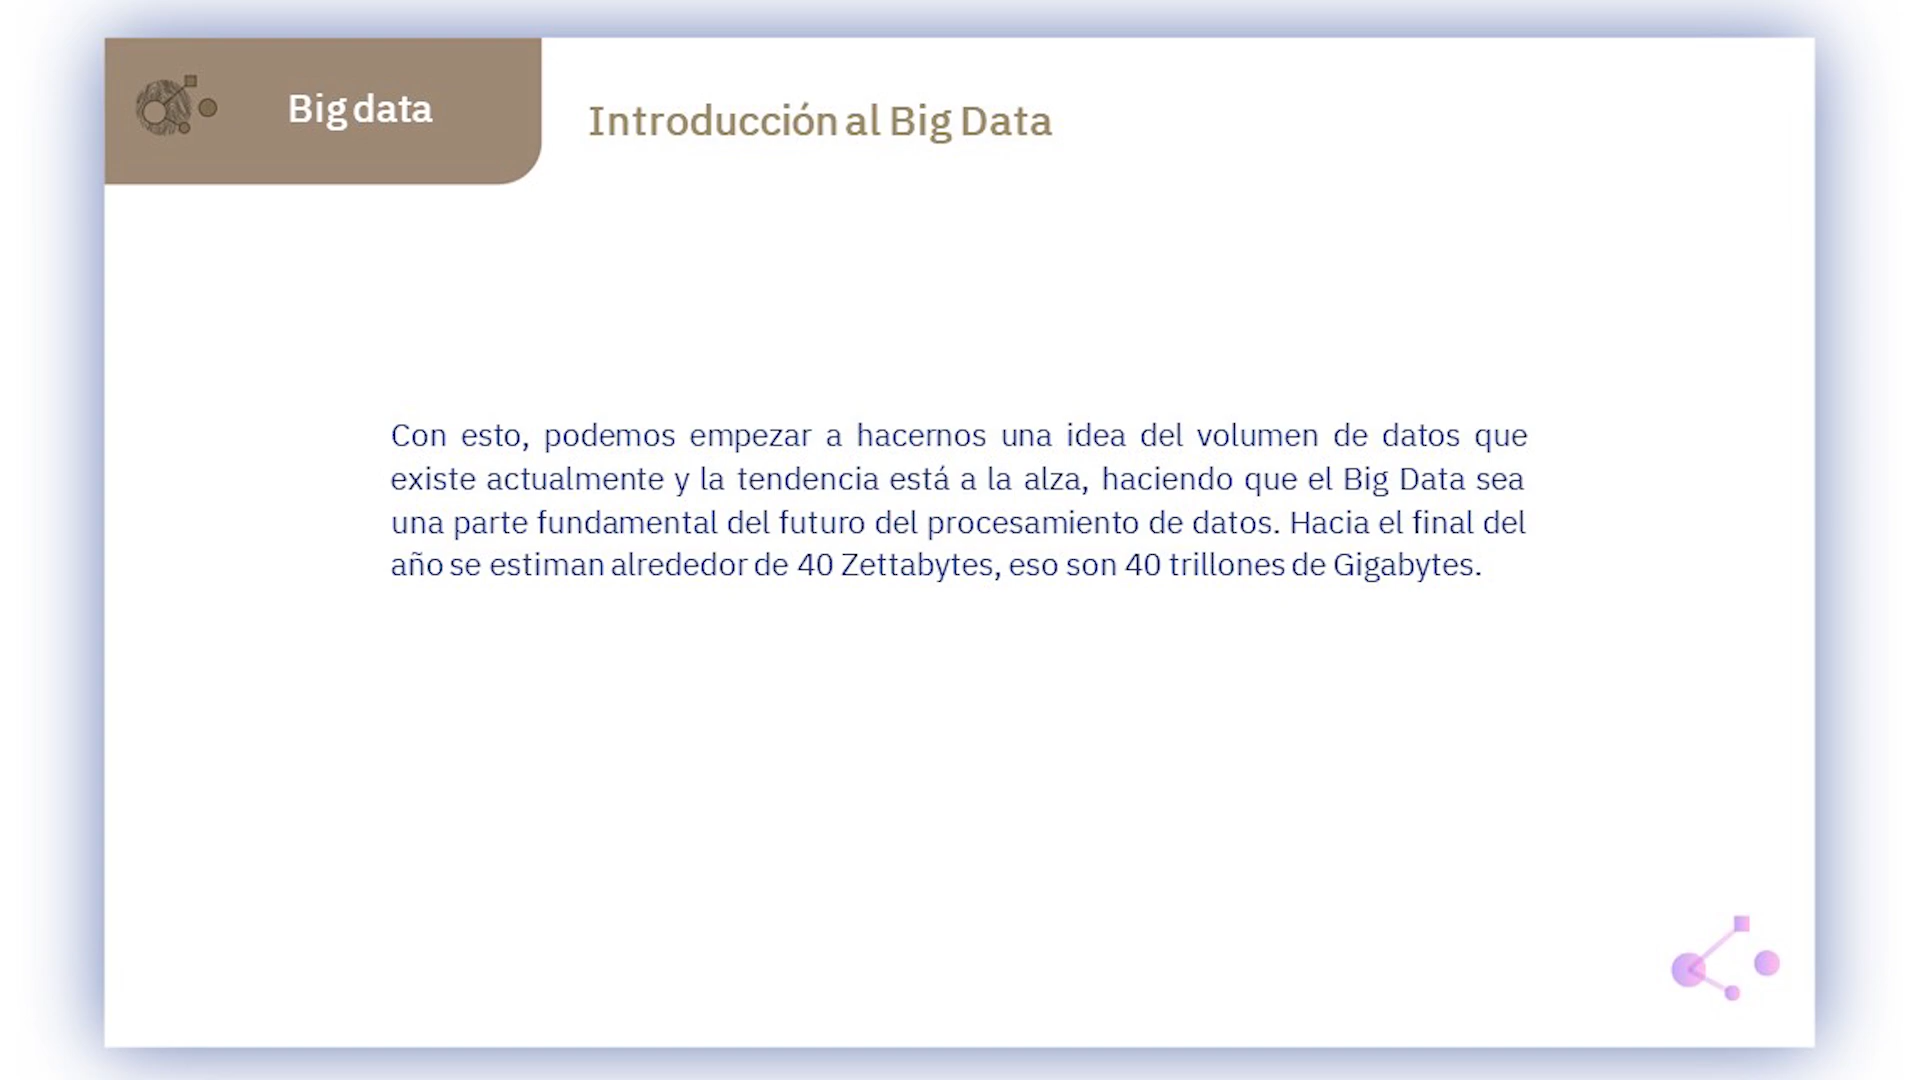 Big data
Introducción al Big Data
Con esto, podemos empezar a hacernos una idea del volumen de datos que
existe actualmente y la tendencia está a la alza, haciendo que el Big Data sea
una parte fundamental del futuro del procesamiento de datos. Hacia el final del
año se estiman alrededor de 40 Zettabytes, eso son 40 trillones de Gigabytes.